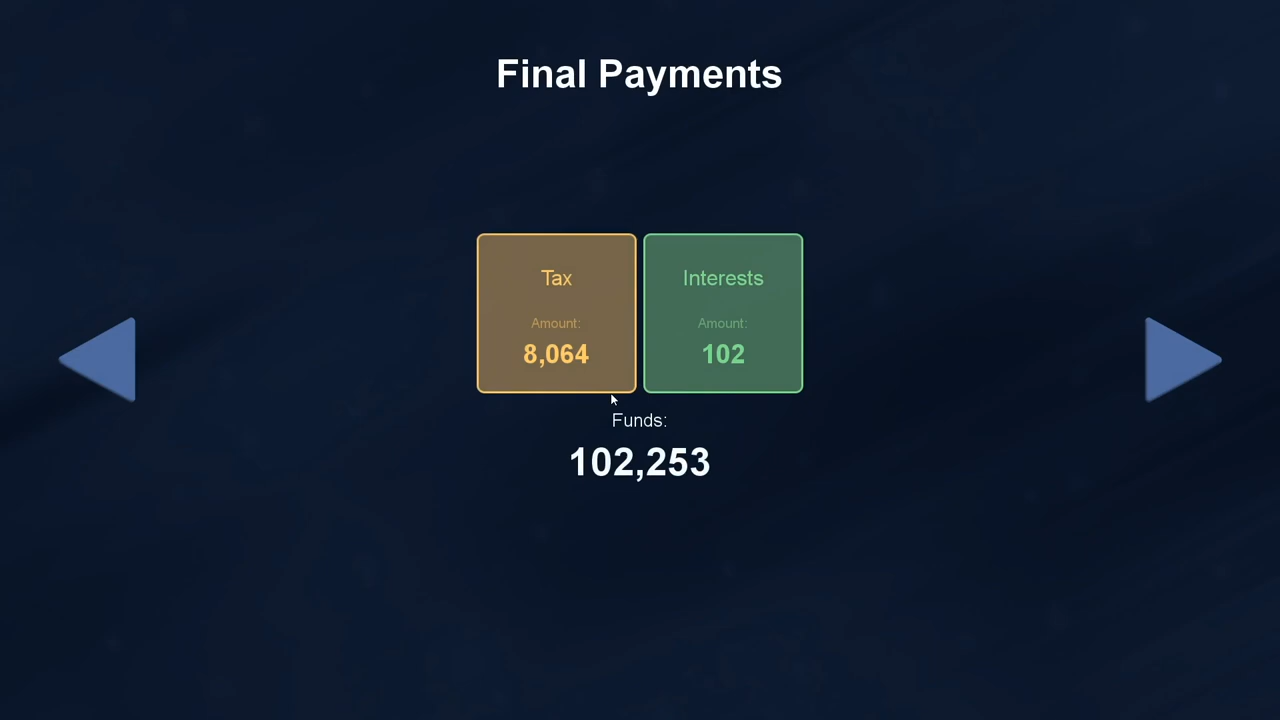 Final Payments
Tax
Interests
Amount:
Amount:
8,064
102
Funds:
102,253